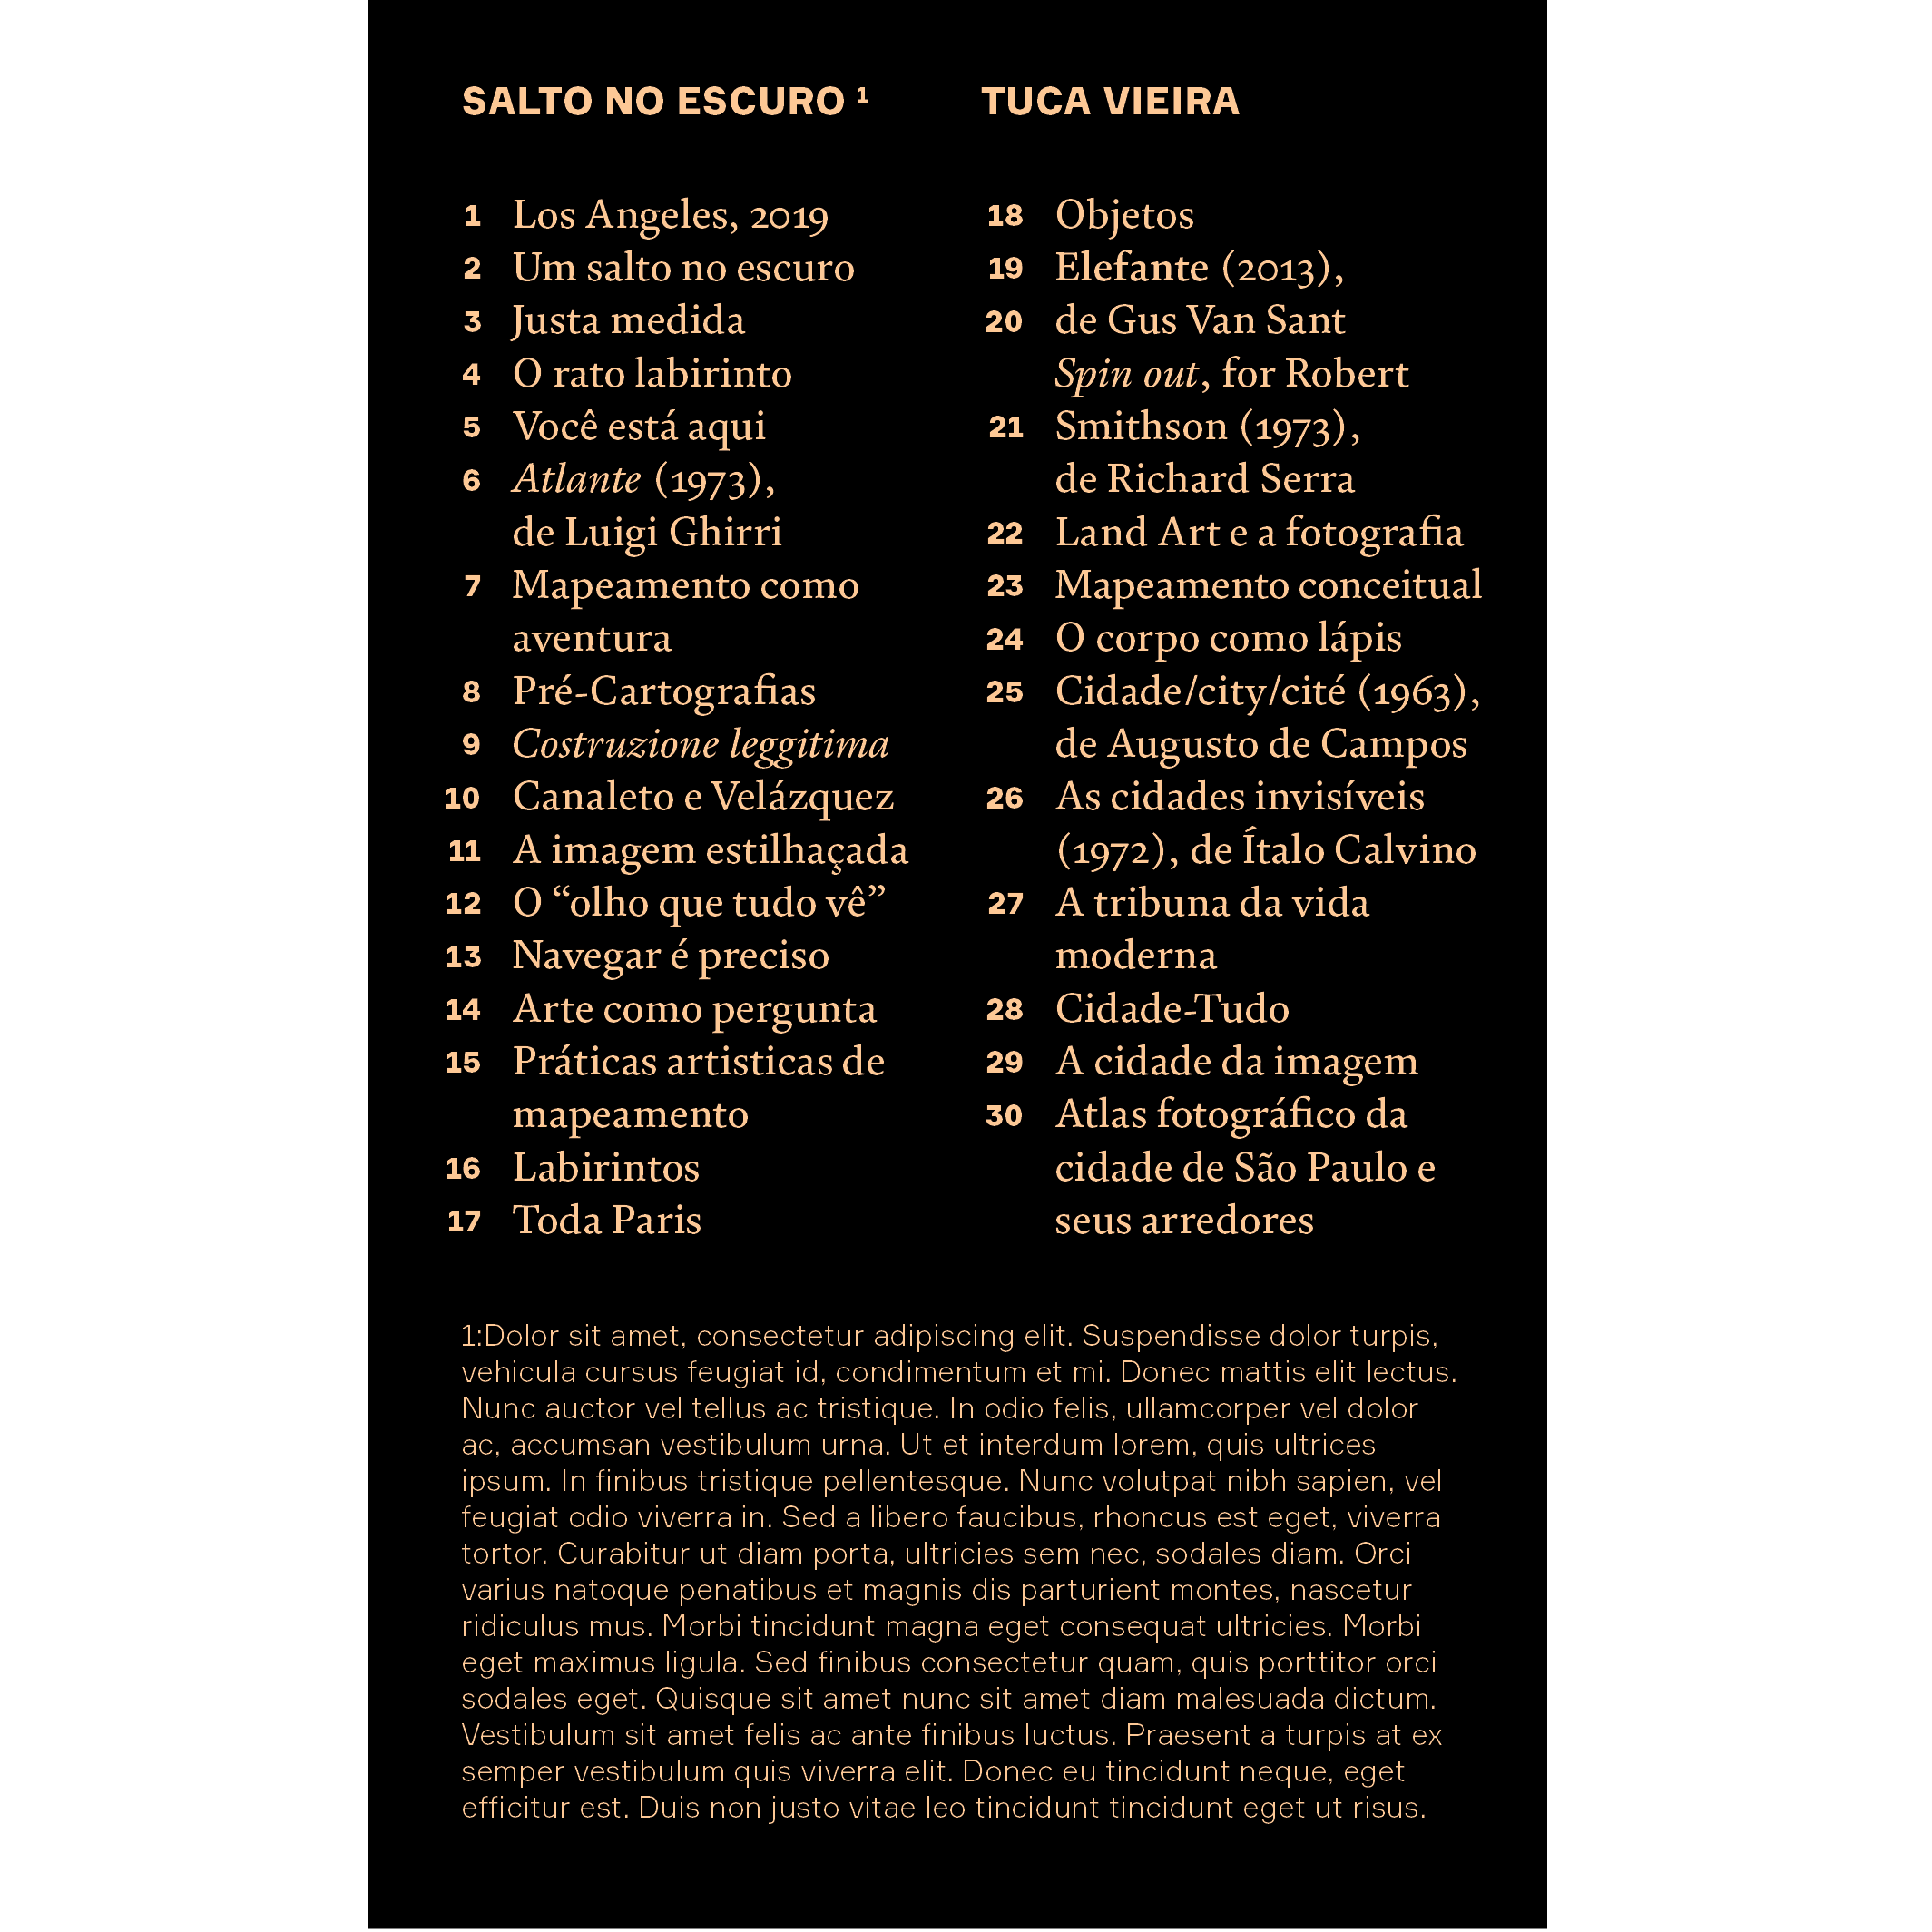 SALTO NO ESCURO ¹
TUCA VIEIRA
1 Los Angeles, 2019
2 Um salto no escuro
3 Justa medida
4 O rato labirinto
5 Você está aqui
6 Atlante (1973),
de Luigi Ghirri
7 Mapeamento como
aventura
8 Pré-Cartografias
9 Costruzione leggitima
10 Canaleto e Velázquez
11 A imagem estilhaçada
12 O “olho que tudo vê”
13 Navegar é preciso
14 Arte como pergunta
15 Práticas artisticas de
mapeamento
16 Labirintos
17 Toda Paris
18 Objetos
19 Elefante (2013),
20 de Gus Van Sant
Spin out, for Robert
21 Smithson (1973),
de Richard Serra
22 Land Art e a fotografia
23 Mapeamento conceitual
24 O corpo como lápis
25 Cidade/city/cité (1963),
de Augusto de Campos
26 As cidades invisíveis
(1972), de Ítalo Calvino
27 A tribuna da vida
moderna
28 Cidade-Tudo
29 A cidade da imagem
30 Atlas fotográfico da
cidade de São Paulo e
seus arredores
1:Dolor sit amet, consectetur adipiscing elit. Suspendisse dolor turpis,
vehicula cursus feugiat id, condimentum et mi. Donec mattis elit lectus.
Nunc auctor vel tellus ac tristique. In odio felis, ullamcorper vel dolor
ac, accumsan vestibulum urna. Ut et interdum lorem, quis ultrices
ipsum. In finibus tristique pellentesque. Nunc volutpat nibh sapien, vel
feugiat odio viverra in. Sed a libero faucibus, rhoncus est eget, viverra
tortor. Curabitur ut diam porta, ultricies sem nec, sodales diam. Orci
varius natoque penatibus et magnis dis parturient montes, nascetur
ridiculus mus. Morbi tincidunt magna eget consequat ultricies. Morbi
eget maximus ligula. Sed finibus consectetur quam, quis porttitor orci
sodales eget. Quisque sit amet nunc sit amet diam malesuada dictum.
Vestibulum sit amet felis ac ante finibus luctus. Praesent a turpis at ex
semper vestibulum quis viverra elit. Donec eu tincidunt neque, eget
efficitur est. Duis non justo vitae leo tincidunt tincidunt eget ut risus.